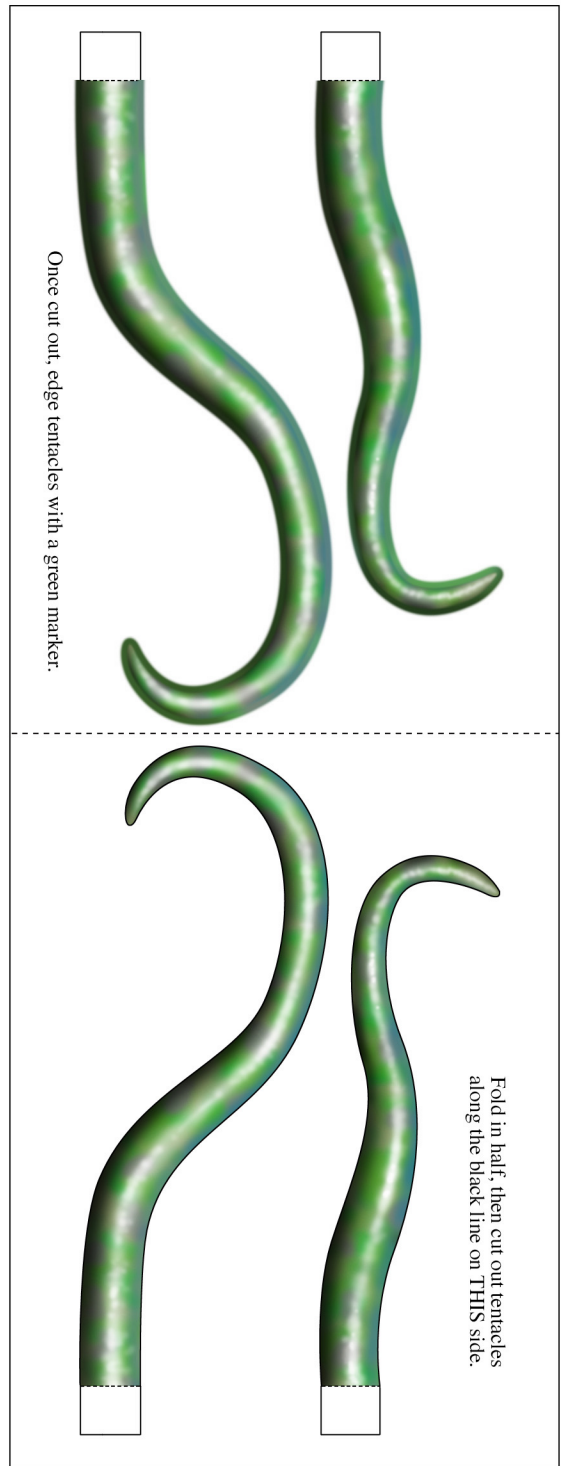 Once cut out, edge tentacles with a green marker.
Fold in half, then cut out tentacles
along the black line on THIS side.